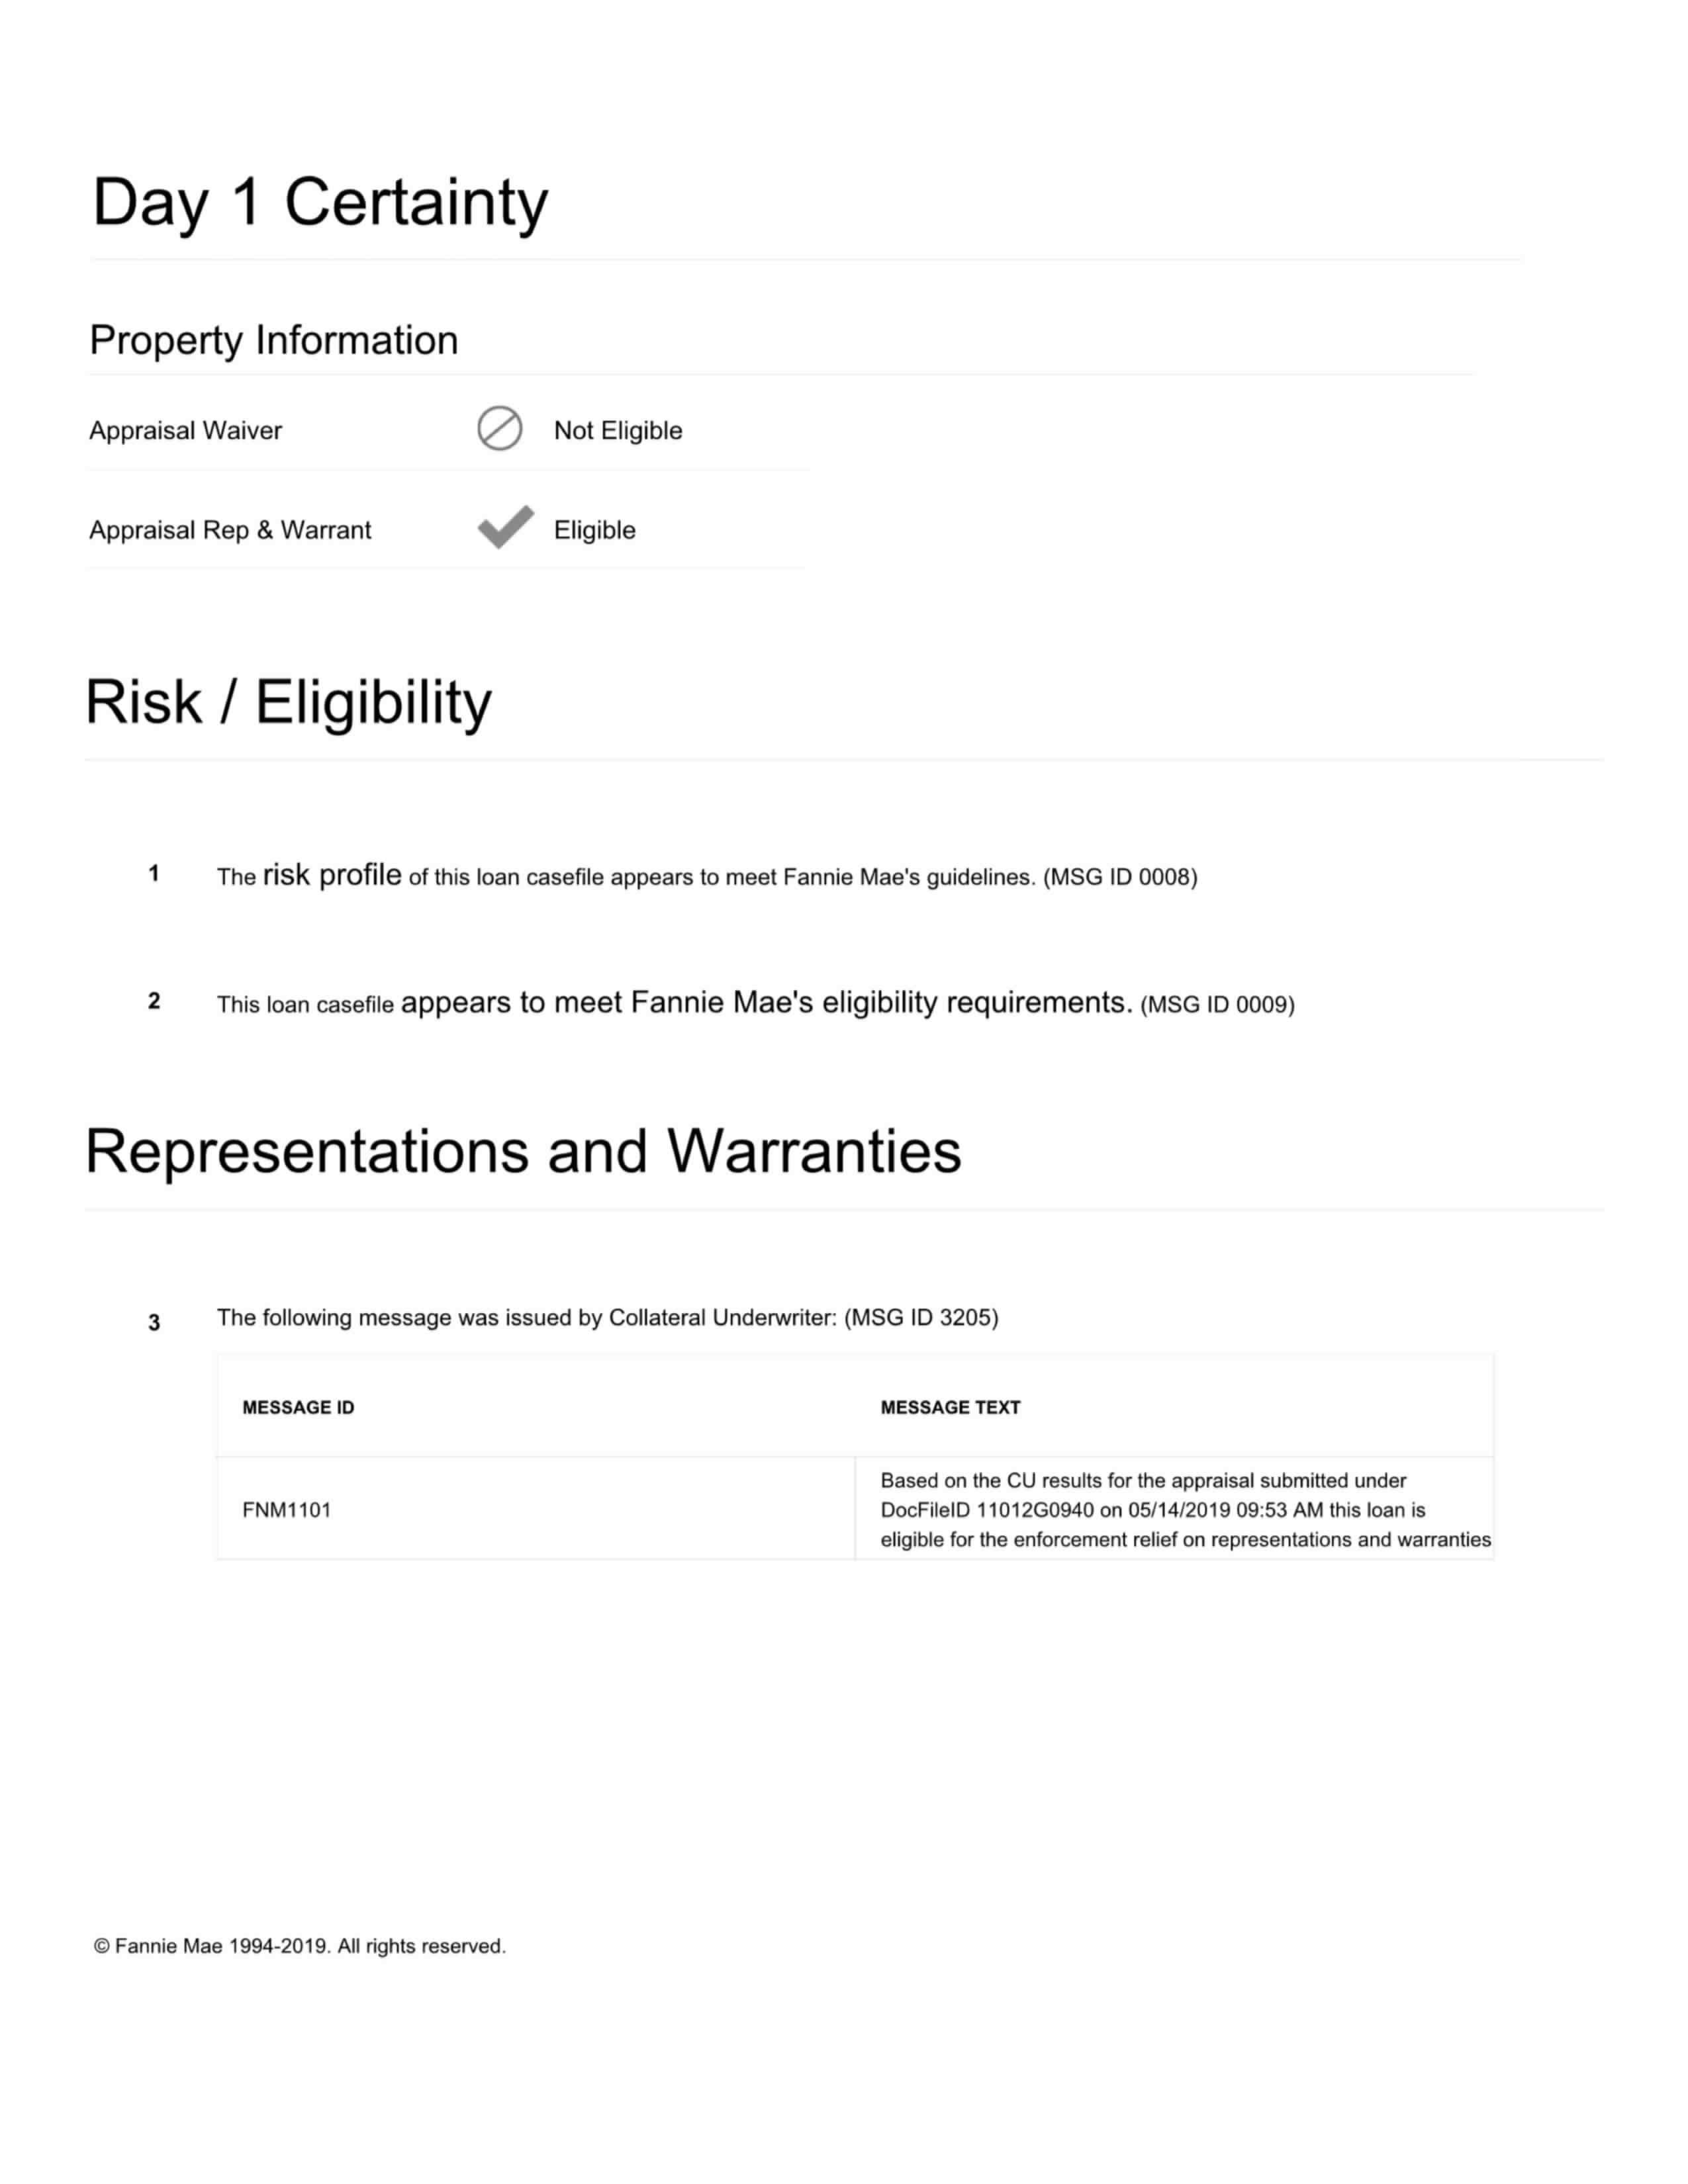 Day 1 Certainty
Property Information
Appraisal Waiver Not Eligible
Appraisal Rep & Warrant Eligible
Risk / Eligibility
1 The risk profile of this loan casefile appears to meet Fannie Mae's guidelines. (MSG ID 0008)
2 This loan casefile appears to meet Fannie Mae's eligibility requirements. (MSG ID 0009)
Representations and Warranties
3 The following message was issued by Collateral Underwriter: (MSG ID 3205)
MESSAGE ID MESSAGE TEXT
FNM1101
Based on the CU results for the appraisal submitted under
DocFileID 11012G0940 on 05/14/2019 09:53 AM this loan is
eligible for the enforcement relief on representations and warranties
© Fannie Mae 1994-2019. All rights reserved.